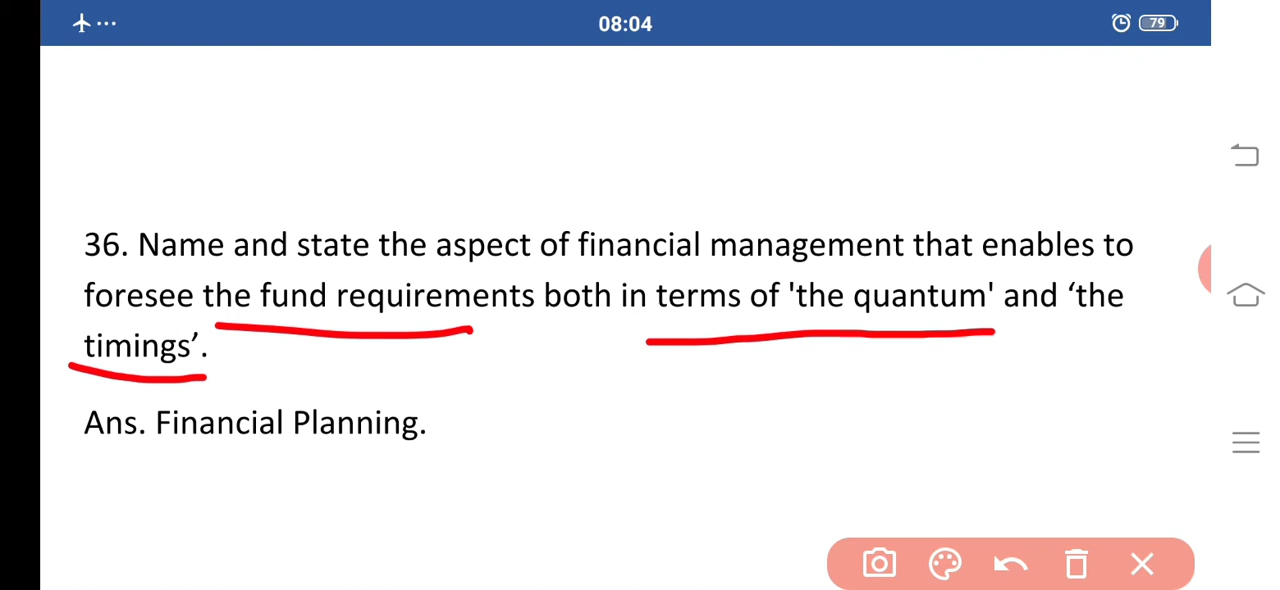 08:04
79
36. Name and state the aspect of financial management that enables to
foresee the fund requirements both in terms of 'the quantum' and ‘the
timings’.
Ans. Financial Planning.